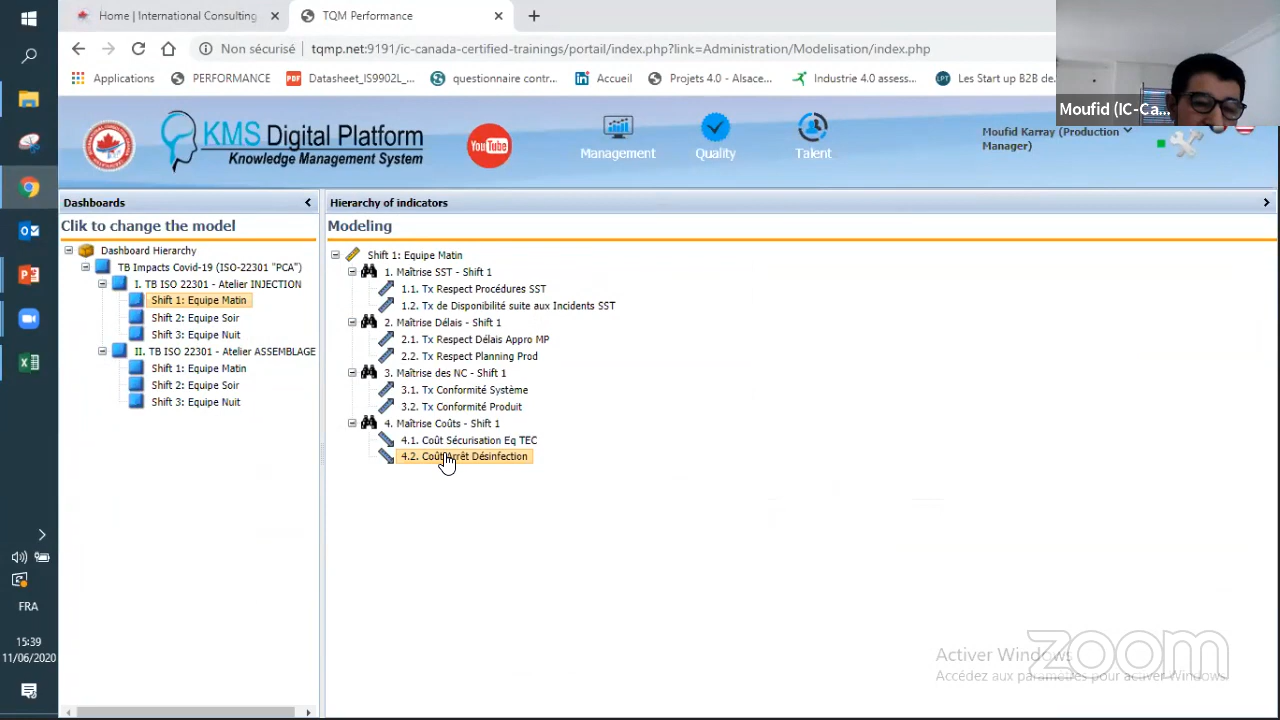 Home | International Consulting
TQM Performance
Non sécurisé
tqmp.net:9191/ic-canada-certified-trainings/portail/index.php?link=Administration/Modelisation/index.php
Applications
PERFORMANCE
PDF
Datasheet_IS9902L_...
questionnaire contr...
in
Accueil
Projets 4.0 - Alsace...
Industrie 4.0 assess...
LPT
Les Start up B2B de
Moufid (IC-Ca...
KMS Digital Platform
Knowledge Management System
YouTube
Management
Quality
Talent
Moufid Karray (Production
Manager)
Dashboards
Hierarchy of indicators
Clik to change the model
Modeling
Dashboard Hierarchy
TB Impacts Covid-19 (ISO-22301 "PCA")
I. TB ISO 22301 - Atelier INJECTION
Shift 1: Equipe Matin
Shift 2: Equipe Soir
Shift 3: Equipe Nuit
II. TB ISO 22301 - Atelier ASSEMBLAGE
Shift 1: Equipe Matin
Shift 2: Equipe Soir
Shift 3: Equipe Nuit
Shift 1: Equipe Matin
1. Maîtrise SST - Shift 1
1.1. Tx Respect Procédures SST
1.2. Tx de Disponibilité suite aux Incidents SST
2. Maîtrise Délais - Shift 1
2.1. Tx Respect Délais Appro MP
2.2. Tx Respect Planning Prod
3. Maîtrise des NC - Shift 1
3.1. Tx Conformité Système
3.2. Tx Conformité Produit
4. Maîtrise Coûts - Shift 1
4.1. Coût Sécurisation Eq TEC
4.2. Coût Arrêt Désinfection
FRA
15:39
11/06/2020
Activer Windows
Accédez aux paramètres pour activer Windows.
zoom